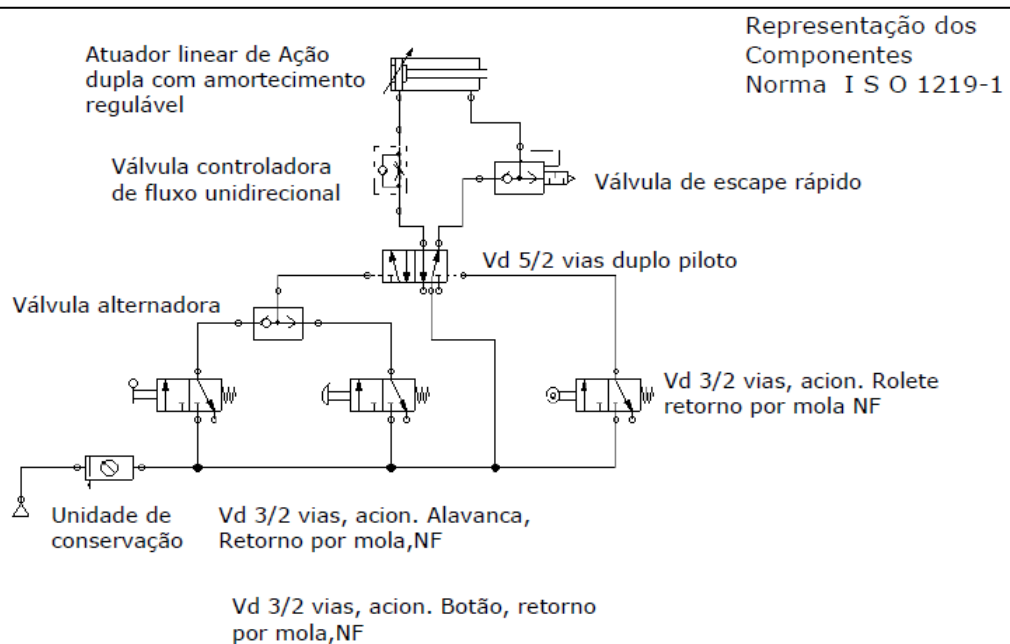 Representação dos
Componentes
Norma I S O 1219-1
Atuador linear de Ação
dupla com amortecimento
regulável
Válvula controladora
de fluxo unidirecional
Válvula de escape rápido
Vd 5/2 vias duplo piloto
Válvula alternadora
Vd 3/2 vias, acion. Rolete
retorno por mola NF
Unidade de
conservação
Vd 3/2 vias, acion. Alavanca,
Retorno por mola,NF
Vd 3/2 vias, acion. Botão, retorno
por mola,NF